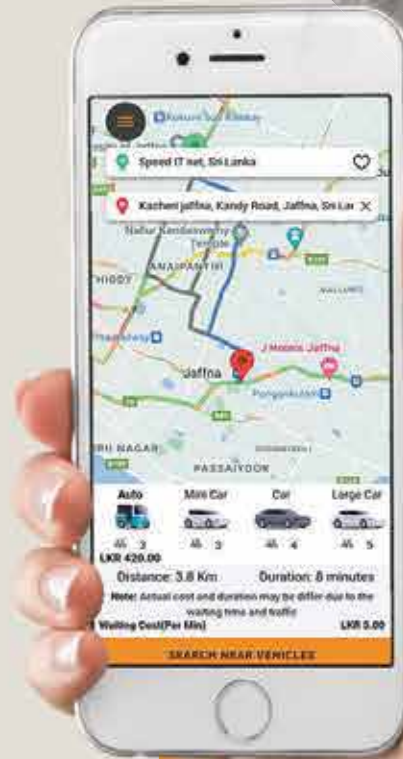 Speed IT net, Sri Lanka
Kacheri jaffna, Kandy Road, Jaffna, Sri Lar
Nallur Kandaswamy
Temple
ANAIPANTHI
J Hotels Jaffna
Jaffna
PASSAIYOOR
Auto
Mini Car
Car
Large Car
3
3
4
5
LKR 420.00
Distance: 3.8 Km
Duration: 8 minutes
Note: Actual cost and duration may be differ due to the
waiting time and traffic
Waiting Cost(Per Min)
LKR 5.00
SEARCH NEAR VEHICLES